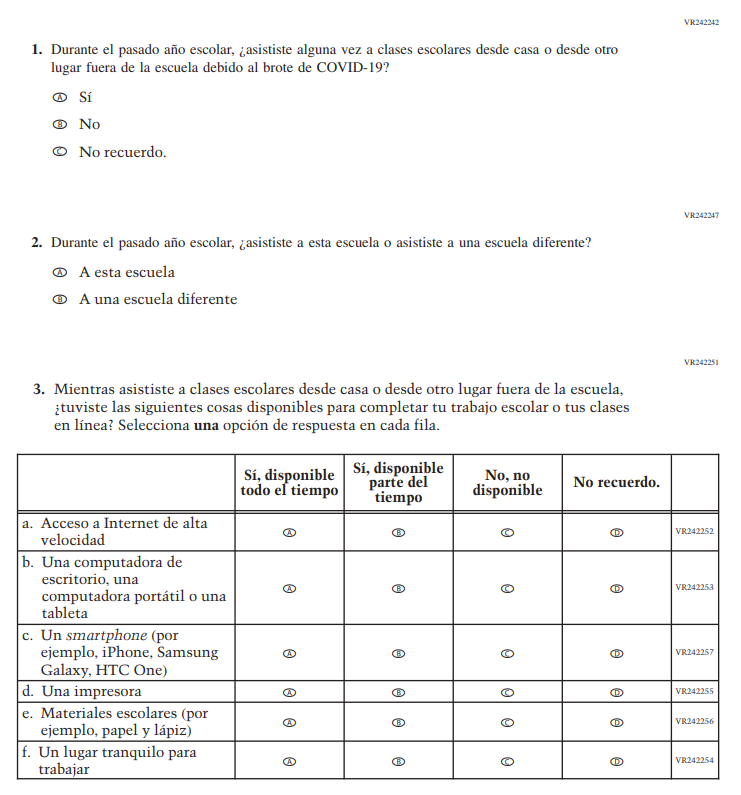 VR242242
1. Durante el pasado año escolar, ¿asististe alguna vez a clases escolares desde casa o desde otro
lugar fuera de la escuela debido al brote de COVID-19?
Ⓐ Sí
Ⓑ No
Ⓒ No recuerdo.
VR242247
2. Durante el pasado año escolar, ¿asististe a esta escuela o asististe a una escuela diferente?
Ⓐ A esta escuela
Ⓑ A una escuela diferente
VR242251
3. Mientras asististe a clases escolares desde casa o desde otro lugar fuera de la escuela,
¿tuviste las siguientes cosas disponibles para completar tu trabajo escolar o tus clases
en línea? Selecciona una opción de respuesta en cada fila.
Sí, disponible
todo el tiempo
Sí, disponible
parte del
tiempo
No, no
disponible
No recuerdo.
a. Acceso a Internet de alta
velocidad
Ⓐ Ⓑ Ⓒ Ⓓ VR242252
b. Una computadora de
escritorio, una
computadora portátil o una
tableta
Ⓐ Ⓑ Ⓒ Ⓓ VR242253
c. Un smartphone (por
ejemplo, iPhone, Samsung
Galaxy, HTC One)
Ⓐ Ⓑ Ⓒ Ⓓ VR242257
d. Una impresora
Ⓐ Ⓑ Ⓒ Ⓓ VR242255
e. Materiales escolares (por
ejemplo, papel y lápiz)
Ⓐ Ⓑ Ⓒ Ⓓ VR242256
f. Un lugar tranquilo para
trabajar
Ⓐ Ⓑ Ⓒ Ⓓ VR242254